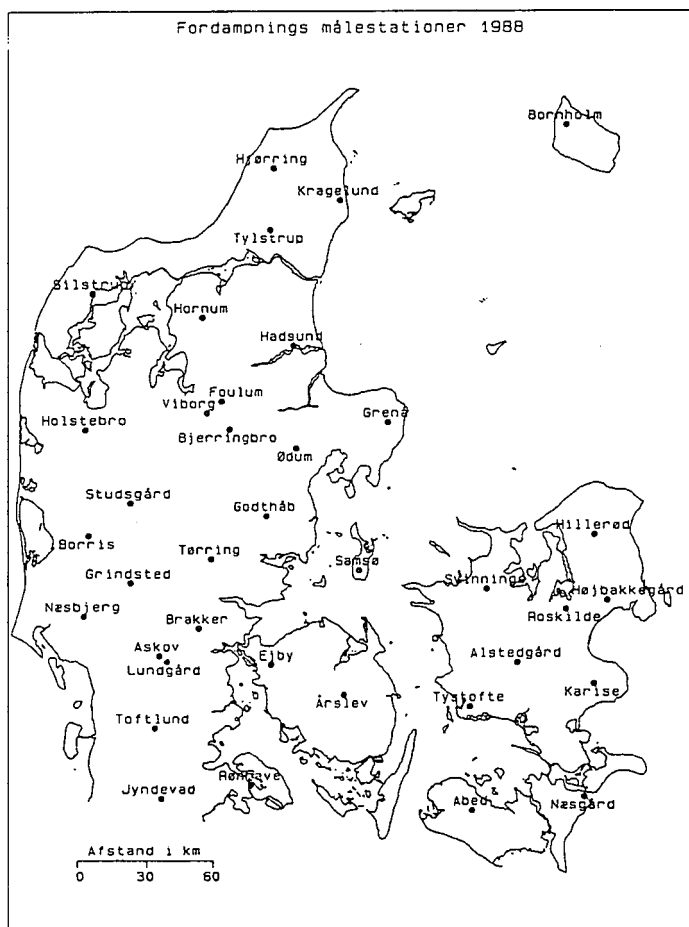 Fordampnings målestationer 1988
Bornholm
Hjørring
Kragelund
Tylstrup
Silstrup
Hornum
Hadsund
Foulum
Viborg
Grenå
Holstebro
Bjerringbro
Ødum
Studsgård
Godthåb
Hillerød
Borris
Tørring
Samsø
Grindsted
Svinninge
Højbakkegård
Næsbjerg
Roskilde
Brakker
Askov
Ejby
Alstedgård
Lundgård
Karise
Årslev
Tystofte
Toftlund
Rønhave
Jyndevad
Abed
Næsgård
Afstand i km
0 30 60